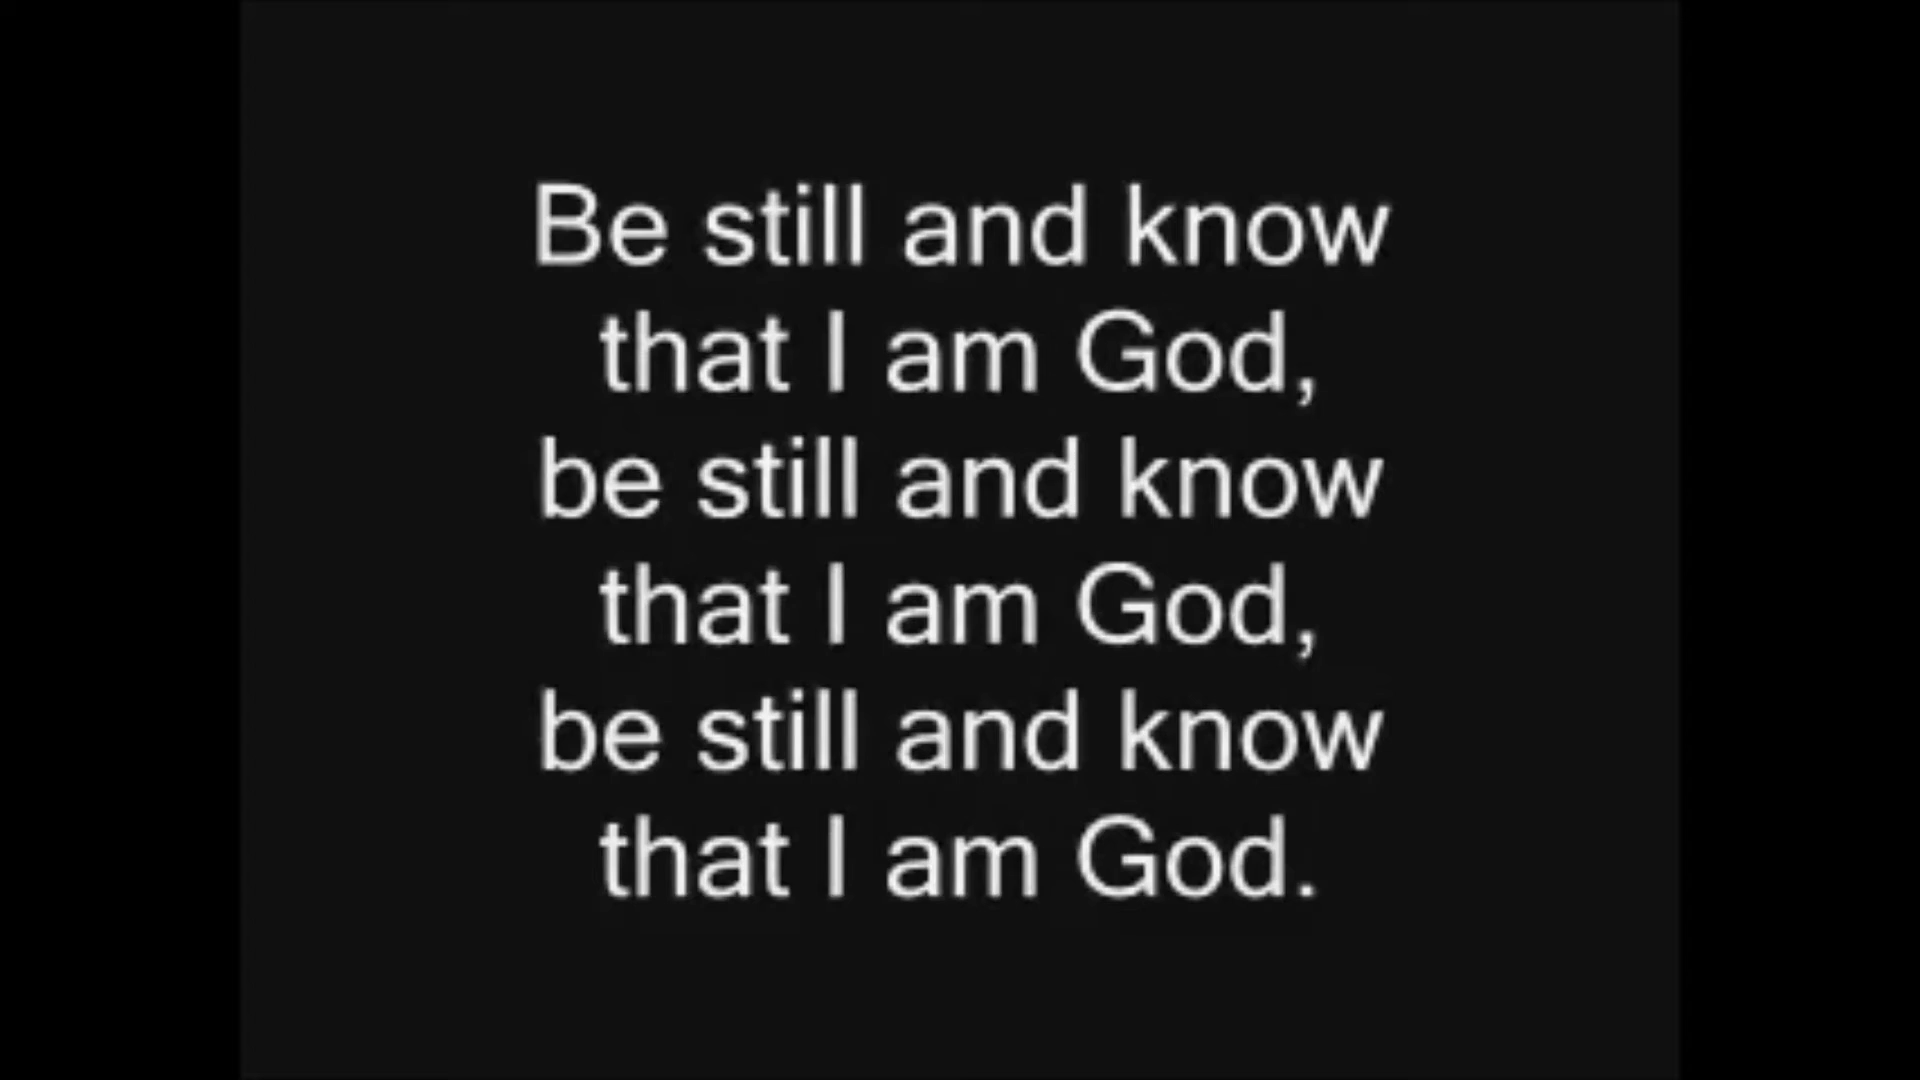 Be still and know
that I am God,
be still and know
that I am God,
be still and know
that I am God.